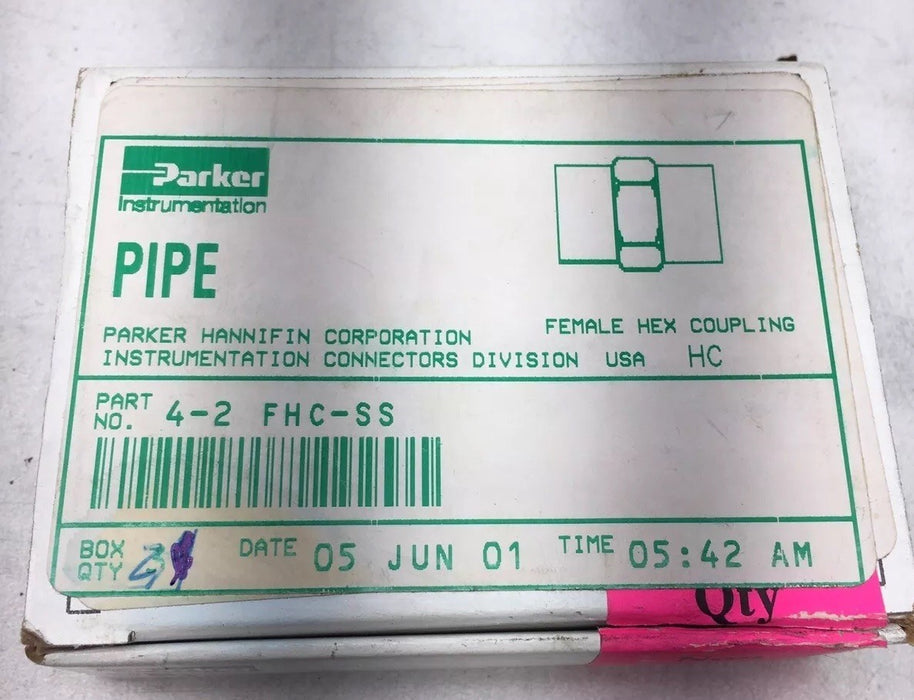 Parker
Instrumentation
PIPE
PARKER HANNIFIN CORPORATION
FEMALE HEX COUPLING
INSTRUMENTATION CONNECTORS DIVISION USA HC
PART NO. 4-2 FHC-SS
BOX QTY 2
DATE 05 JUN 01 TIME 05:42 AM
Qty